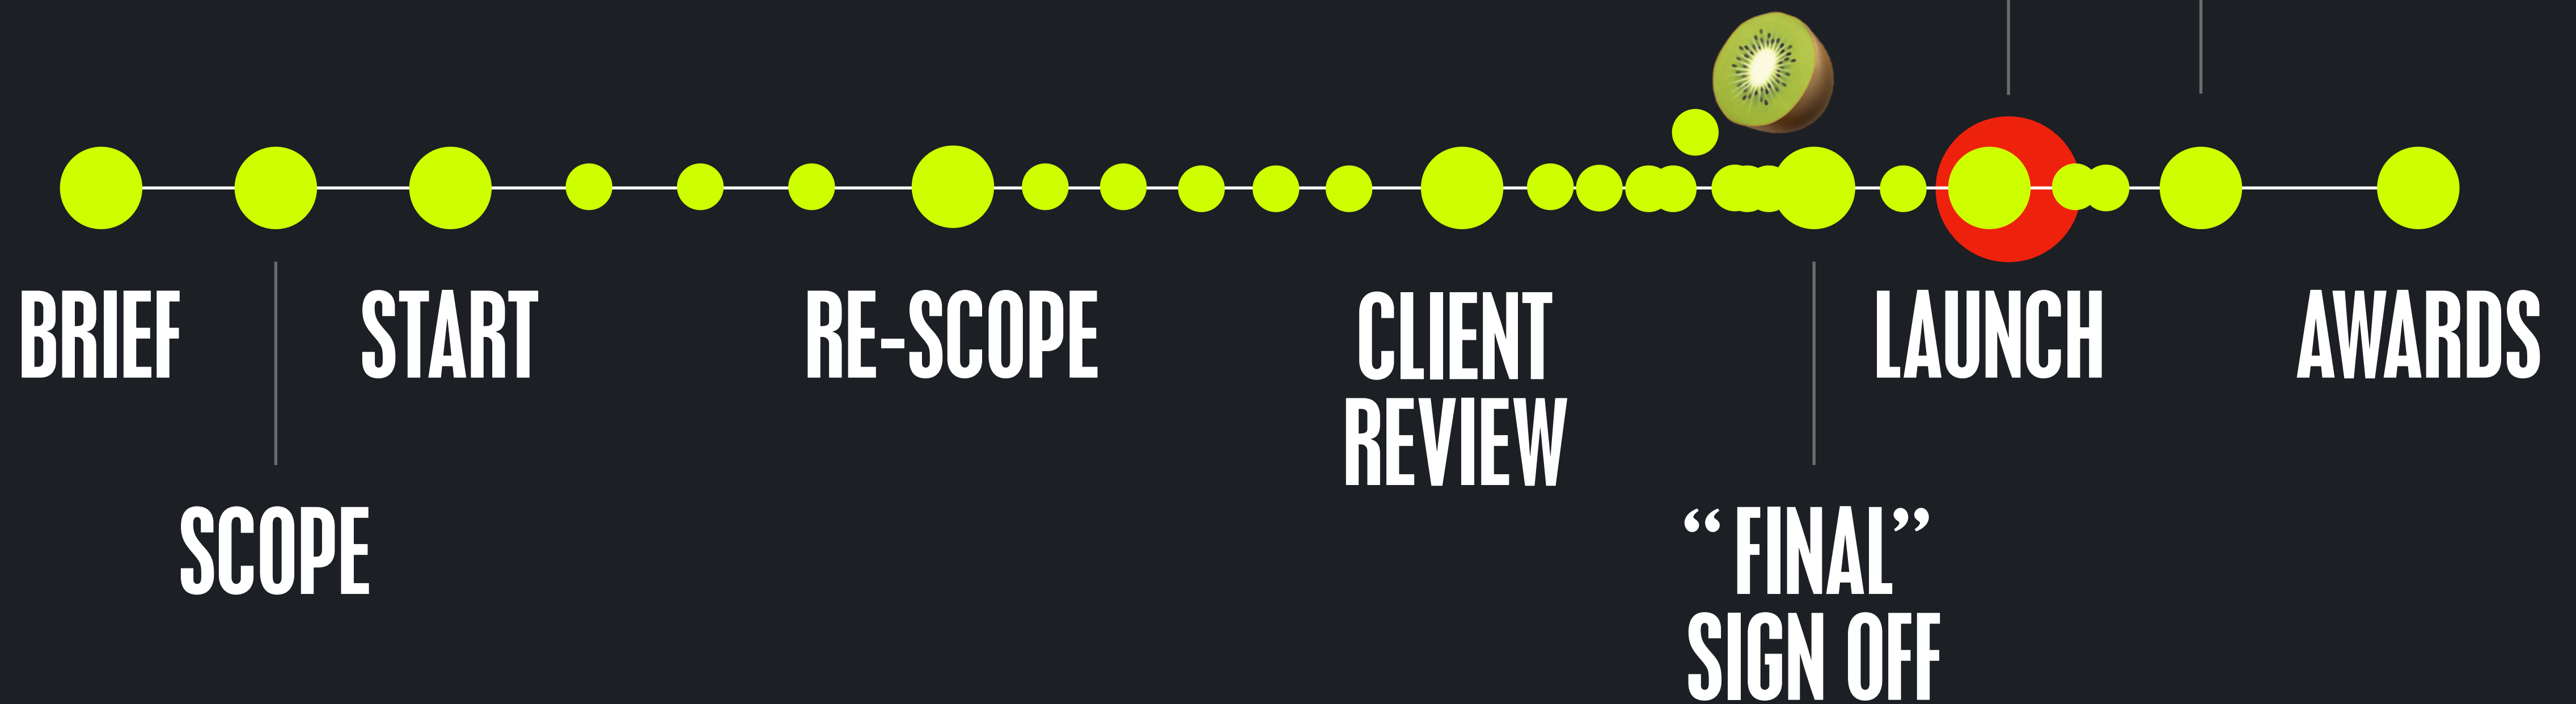 BRIEF
SCOPE
START
RE-SCOPE
CLIENT
REVIEW
“FINAL”
SIGN OFF
LAUNCH
AWARDS